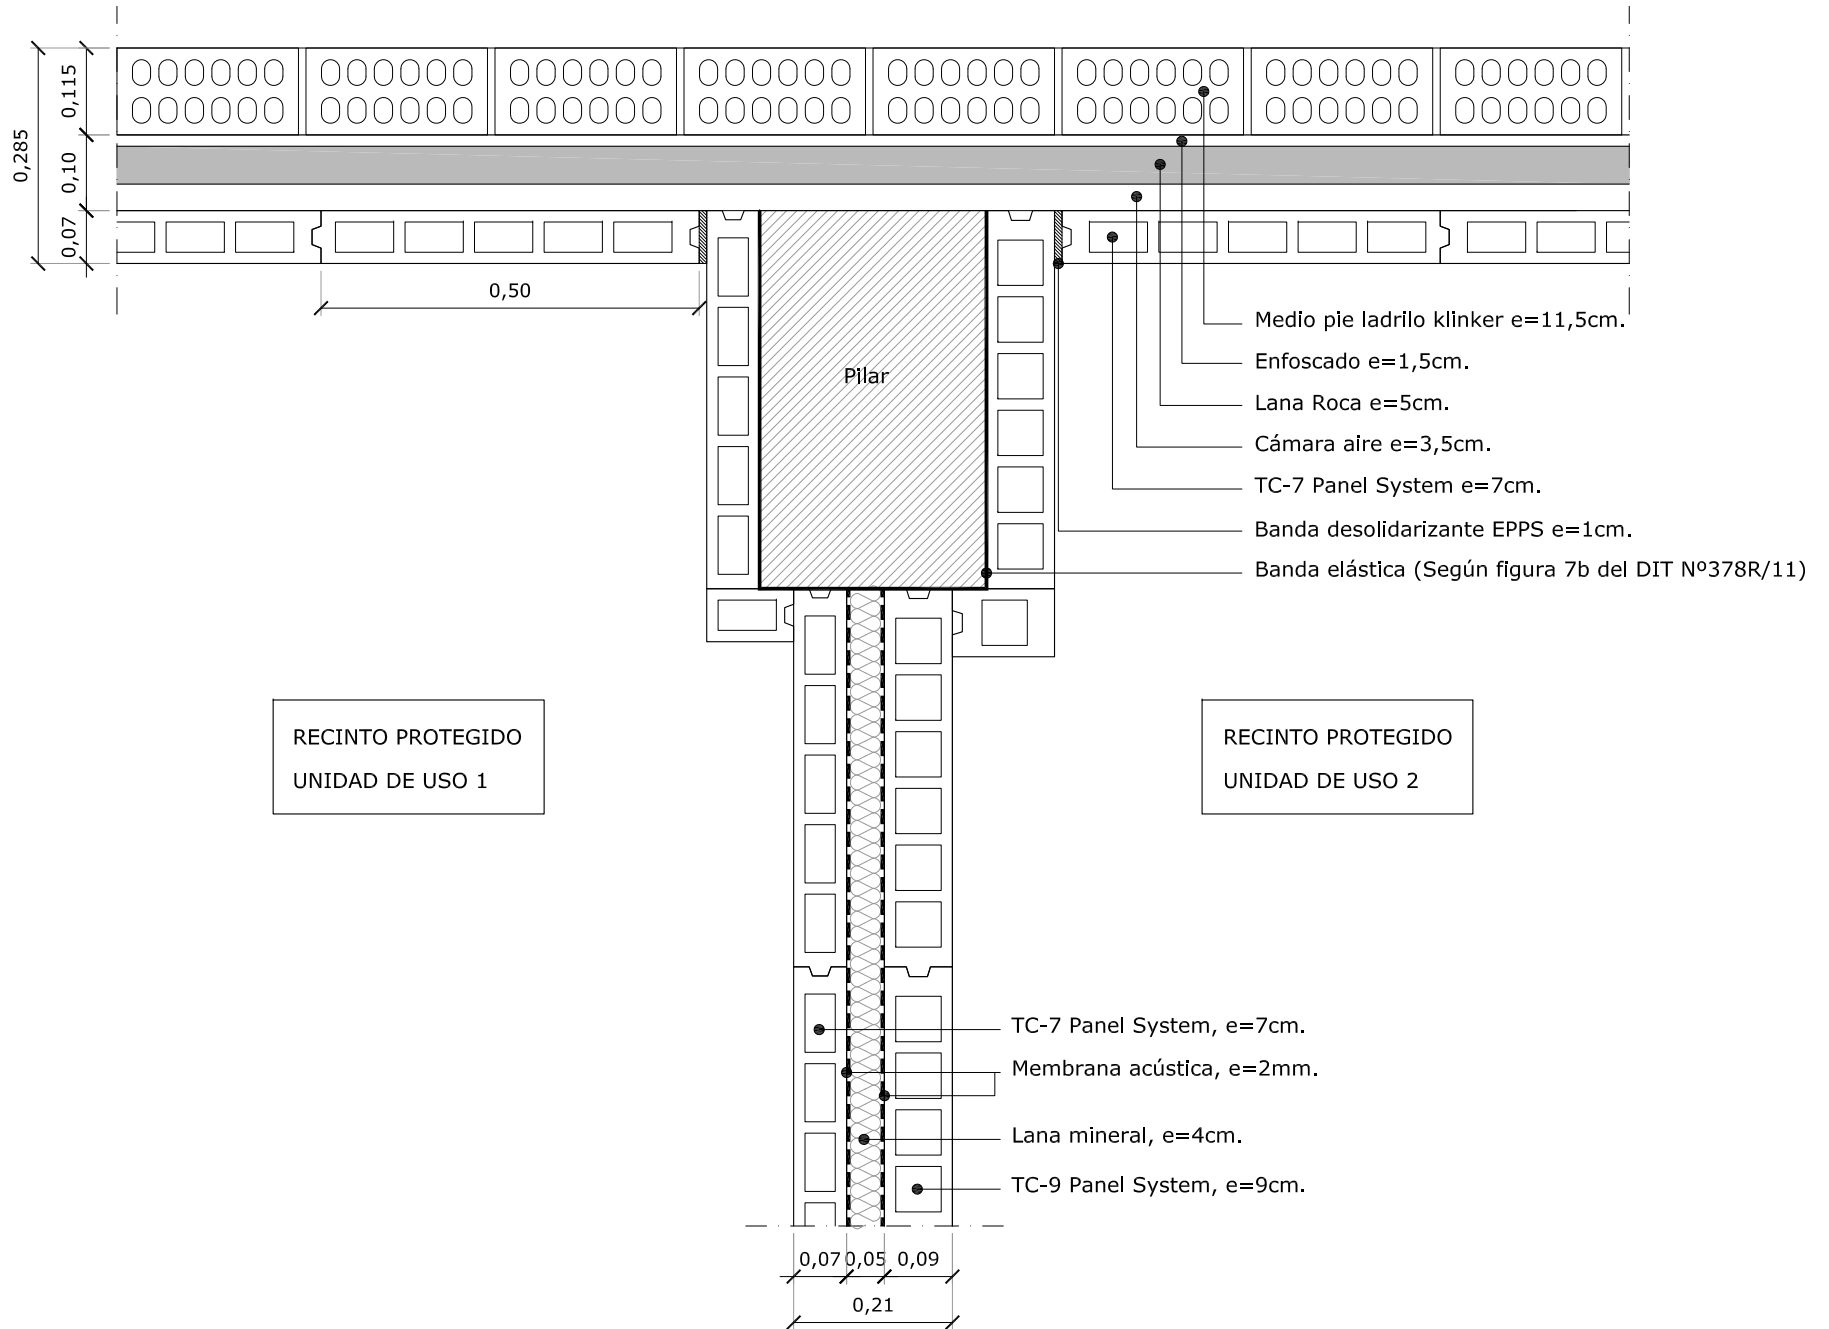 0,285
0,115
0,10
0,07
0,50
Pilar
Medio pie ladrilo klinker e=11,5cm.
Enfoscado e=1,5cm.
Lana Roca e=5cm.
Cámara aire e=3,5cm.
TC-7 Panel System e=7cm.
Banda desolidarizante EPPS e=1cm.
Banda elástica (Según figura 7b del DIT Nº378R/11)
RECINTO PROTEGIDO
UNIDAD DE USO 1
RECINTO PROTEGIDO
UNIDAD DE USO 2
TC-7 Panel System, e=7cm.
Membrana acústica, e=2mm.
Lana mineral, e=4cm.
TC-9 Panel System, e=9cm.
0,07 0,05 0,09
0,21